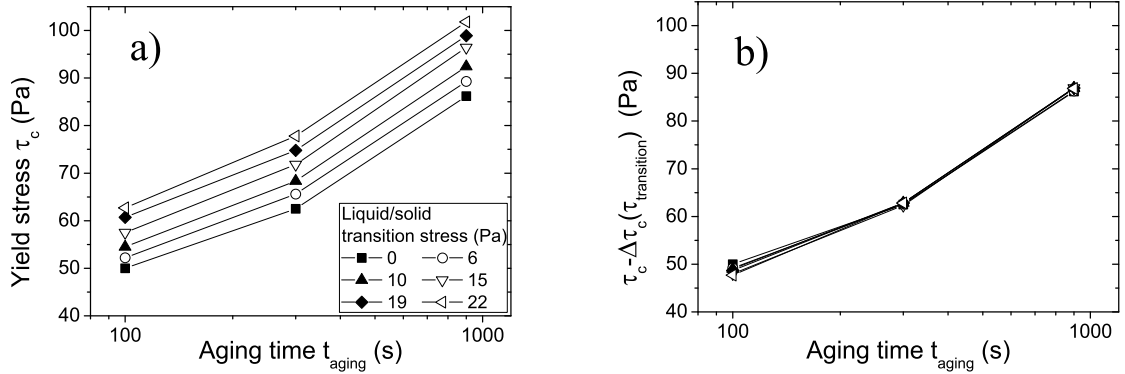 a)
Yield stress τc (Pa)
100
90
80
70
60
50
40
Liquid/solid
transition stress (Pa)
0 6
10 15
19 22
100 1000
Aging time taging (s)
b)
τc-Δτc(τtransition) (Pa)
100
90
80
70
60
50
40
100 1000
Aging time taging (s)